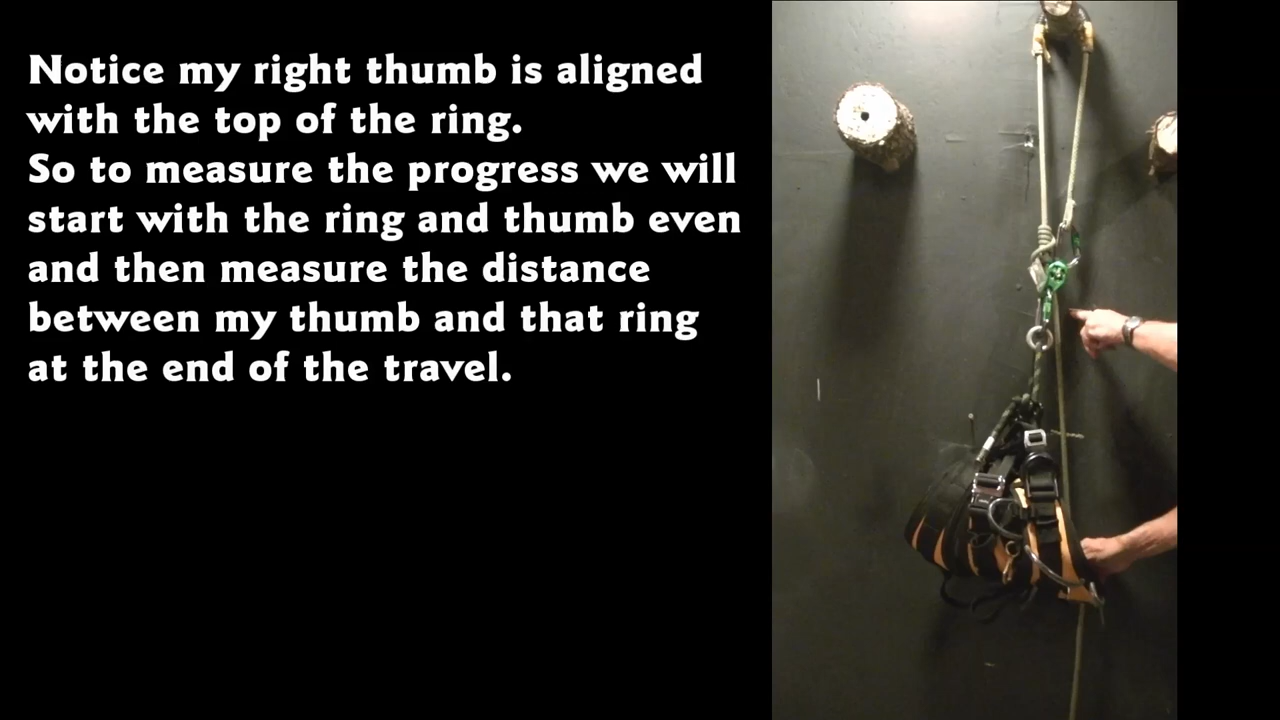 Notice my right thumb is aligned
with the top of the ring.
So to measure the progress we will
start with the ring and thumb even
and then measure the distance
between my thumb and that ring
at the end of the travel.